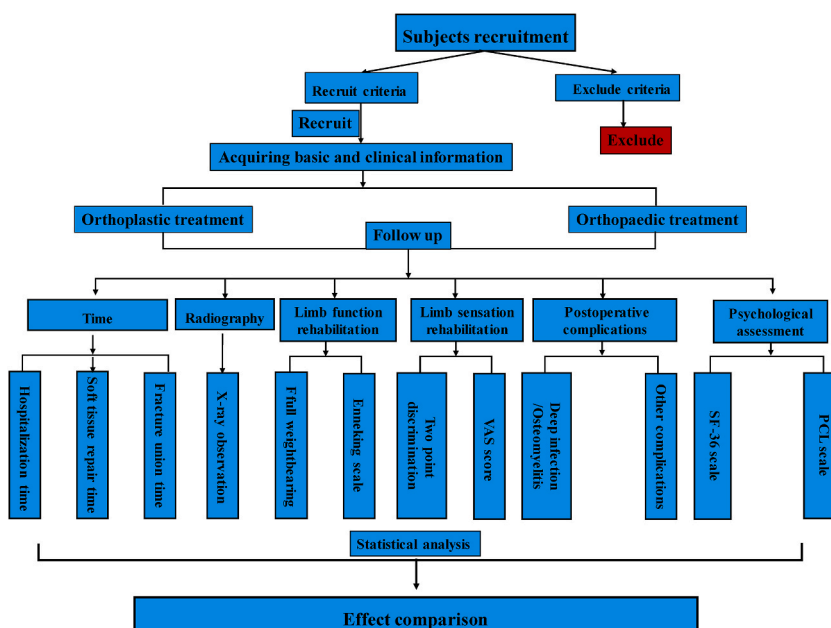 Subjects recruitment
Recruit criteria
Exclude criteria
Recruit
Exclude
Acquiring basic and clinical information
Orthoplastic treatment
Orthopaedic treatment
Follow up
Time
Radiography
Limb function
rehabilitation
Limb sensation
rehabilitation
Postoperative
complications
Psychological
assessment
Hospitalization time
Soft tissue repair time
Fracture union time
X-ray observation
Ffull weightbearing
Enneking scale
Two point
discrimination
VAS score
Deep infection
/Osteomyelitis
Other complications
SF-36 scale
PCL scale
Statistical analysis
Effect comparison